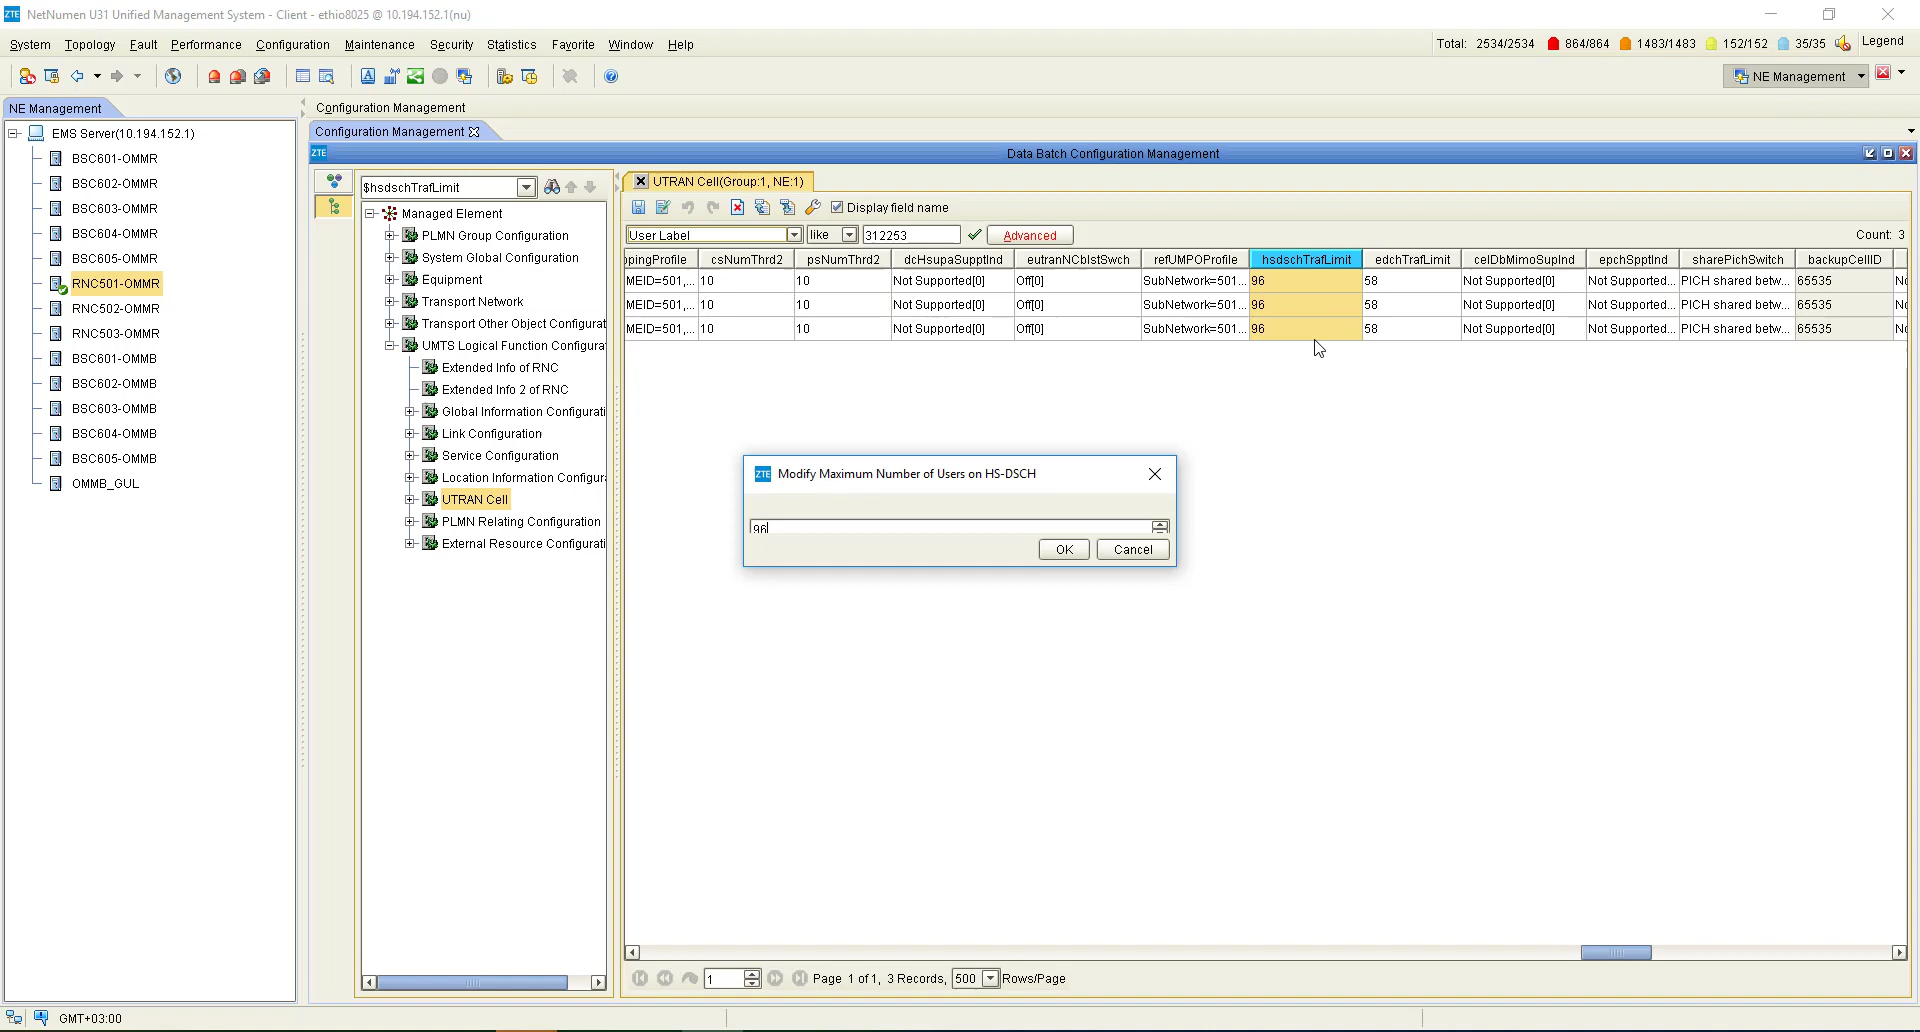 ZTE NetNumen U31 Unified Management System - Client - ethio8025 @ 10.194.152.1(nu)
System Topology Fault Performance Configuration Maintenance Security Statistics Favorite Window Help
Total: 2534/2534 864/864 1483/1483 152/152 35/35 Legend
NE Management
NE Management
EMS Server(10.194.152.1)
BSC601-OMMR
BSC602-OMMR
BSC603-OMMR
BSC604-OMMR
BSC605-OMMR
RNC501-OMMR
RNC502-OMMR
RNC503-OMMR
BSC601-OMMB
BSC602-OMMB
BSC603-OMMB
BSC604-OMMB
BSC605-OMMB
OMMB_GUL
Configuration Management
Configuration Management
ZTE Data Batch Configuration Management
$hsdschTrafLimit
Managed Element
PLMN Group Configuration
System Global Configuration
Equipment
Transport Network
Transport Other Object Configurat
UMTS Logical Function Configura
Extended Info of RNC
Extended Info 2 of RNC
Global Information Configurati
Link Configuration
Service Configuration
Location Information Configura
UTRAN Cell
PLMN Relating Configuration
External Resource Configurati
UTRAN Cell(Group:1, NE:1)
Display field name
User Label like 312253 Advanced Count: 3
ppingProfile csNumThrd2 psNumThrd2 dcHsupaSupptInd eutranNCblstSwch refUMPOProfile hsdschTrafLimit edchTrafLimit celDbMimoSupInd epchSpptInd sharePichSwitch backupCellID
MEID=501,... 10 10 Not Supported[0] Off[0] SubNetwork=501... 96 58 Not Supported[0] Not Supported... PICH shared betw... 65535 No
MEID=501,... 10 10 Not Supported[0] Off[0] SubNetwork=501... 96 58 Not Supported[0] Not Supported... PICH shared betw... 65535 No
MEID=501,... 10 10 Not Supported[0] Off[0] SubNetwork=501... 96 58 Not Supported[0] Not Supported... PICH shared betw... 65535 No
ZTE Modify Maximum Number of Users on HS-DSCH
96
OK Cancel
1 Page 1 of 1, 3 Records, 500 Rows/Page
GMT+03:00